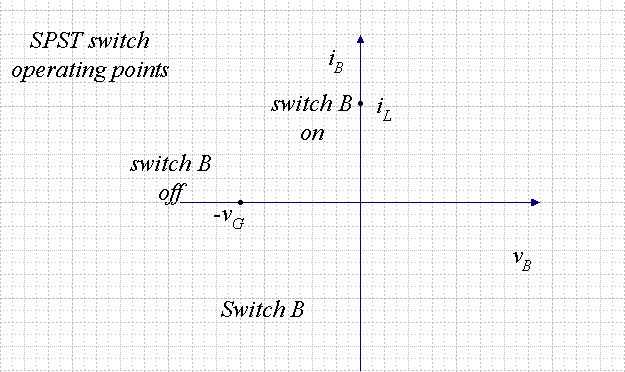 SPST switch
operating points
i_B
switch B
on
i_L
switch B
off
-v_G
v_B
Switch B